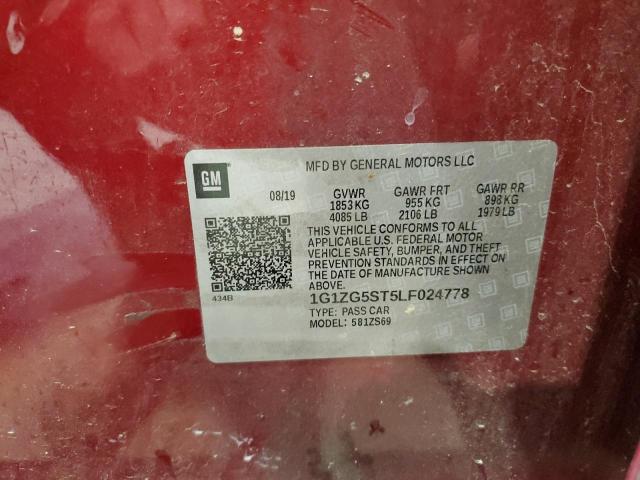 GM
MFD BY GENERAL MOTORS LLC
08/19 GVWR GAWR FRT GAWR RR
1853 KG 955 KG 898 KG
4085 LB 2106 LB 1979 LB
THIS VEHICLE CONFORMS TO ALL
APPLICABLE U.S. FEDERAL MOTOR
VEHICLE SAFETY, BUMPER, AND THEFT
PREVENTION STANDARDS IN EFFECT ON
THE DATE OF MANUFACTURE SHOWN
ABOVE.
434B
1G1ZG5ST5LF024778
TYPE: PASS CAR
MODEL: 581ZS69